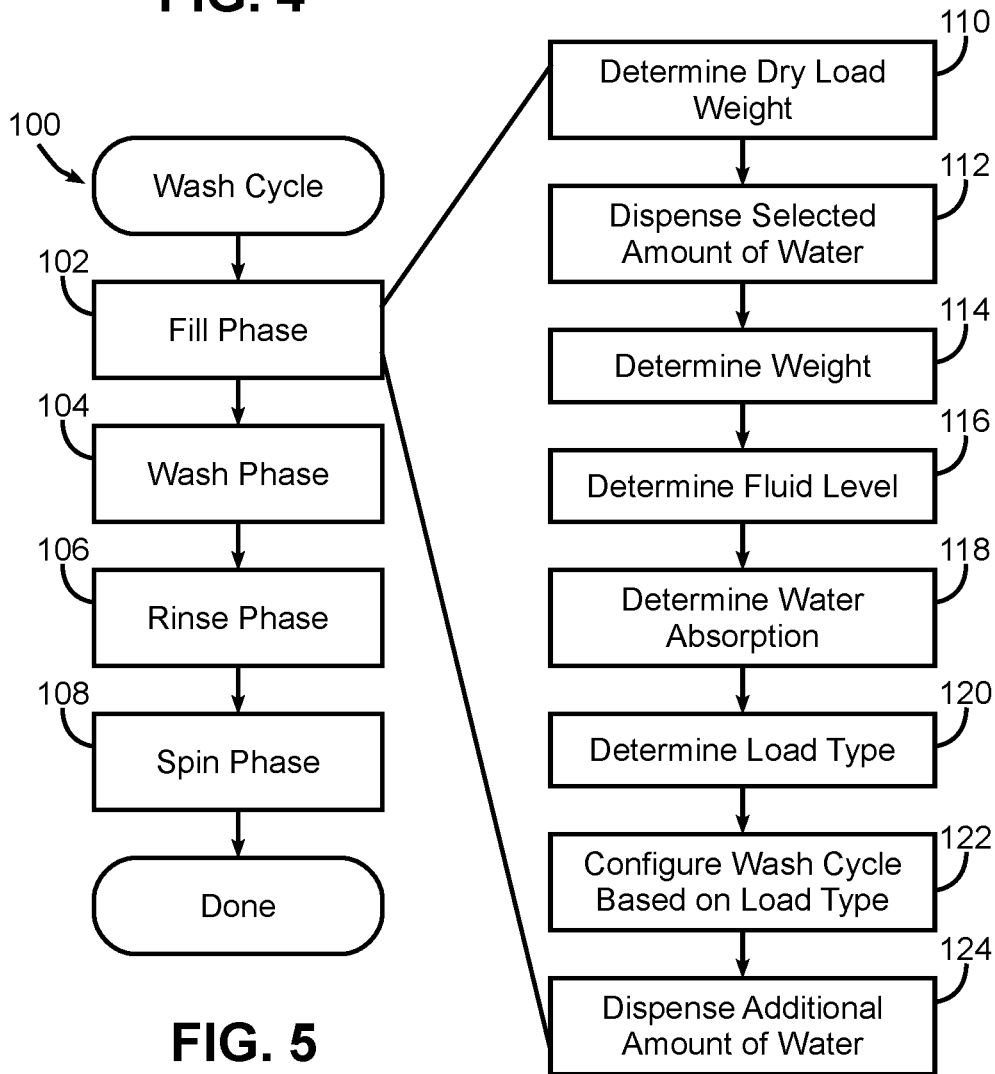 FIG. 4
100
Wash Cycle
102
Fill Phase
104
Wash Phase
106
Rinse Phase
108
Spin Phase
Done
110
Determine Dry Load
Weight
112
Dispense Selected
Amount of Water
114
Determine Weight
116
Determine Fluid Level
118
Determine Water
Absorption
120
Determine Load Type
122
Configure Wash Cycle
Based on Load Type
124
Dispense Additional
Amount of Water
FIG. 5